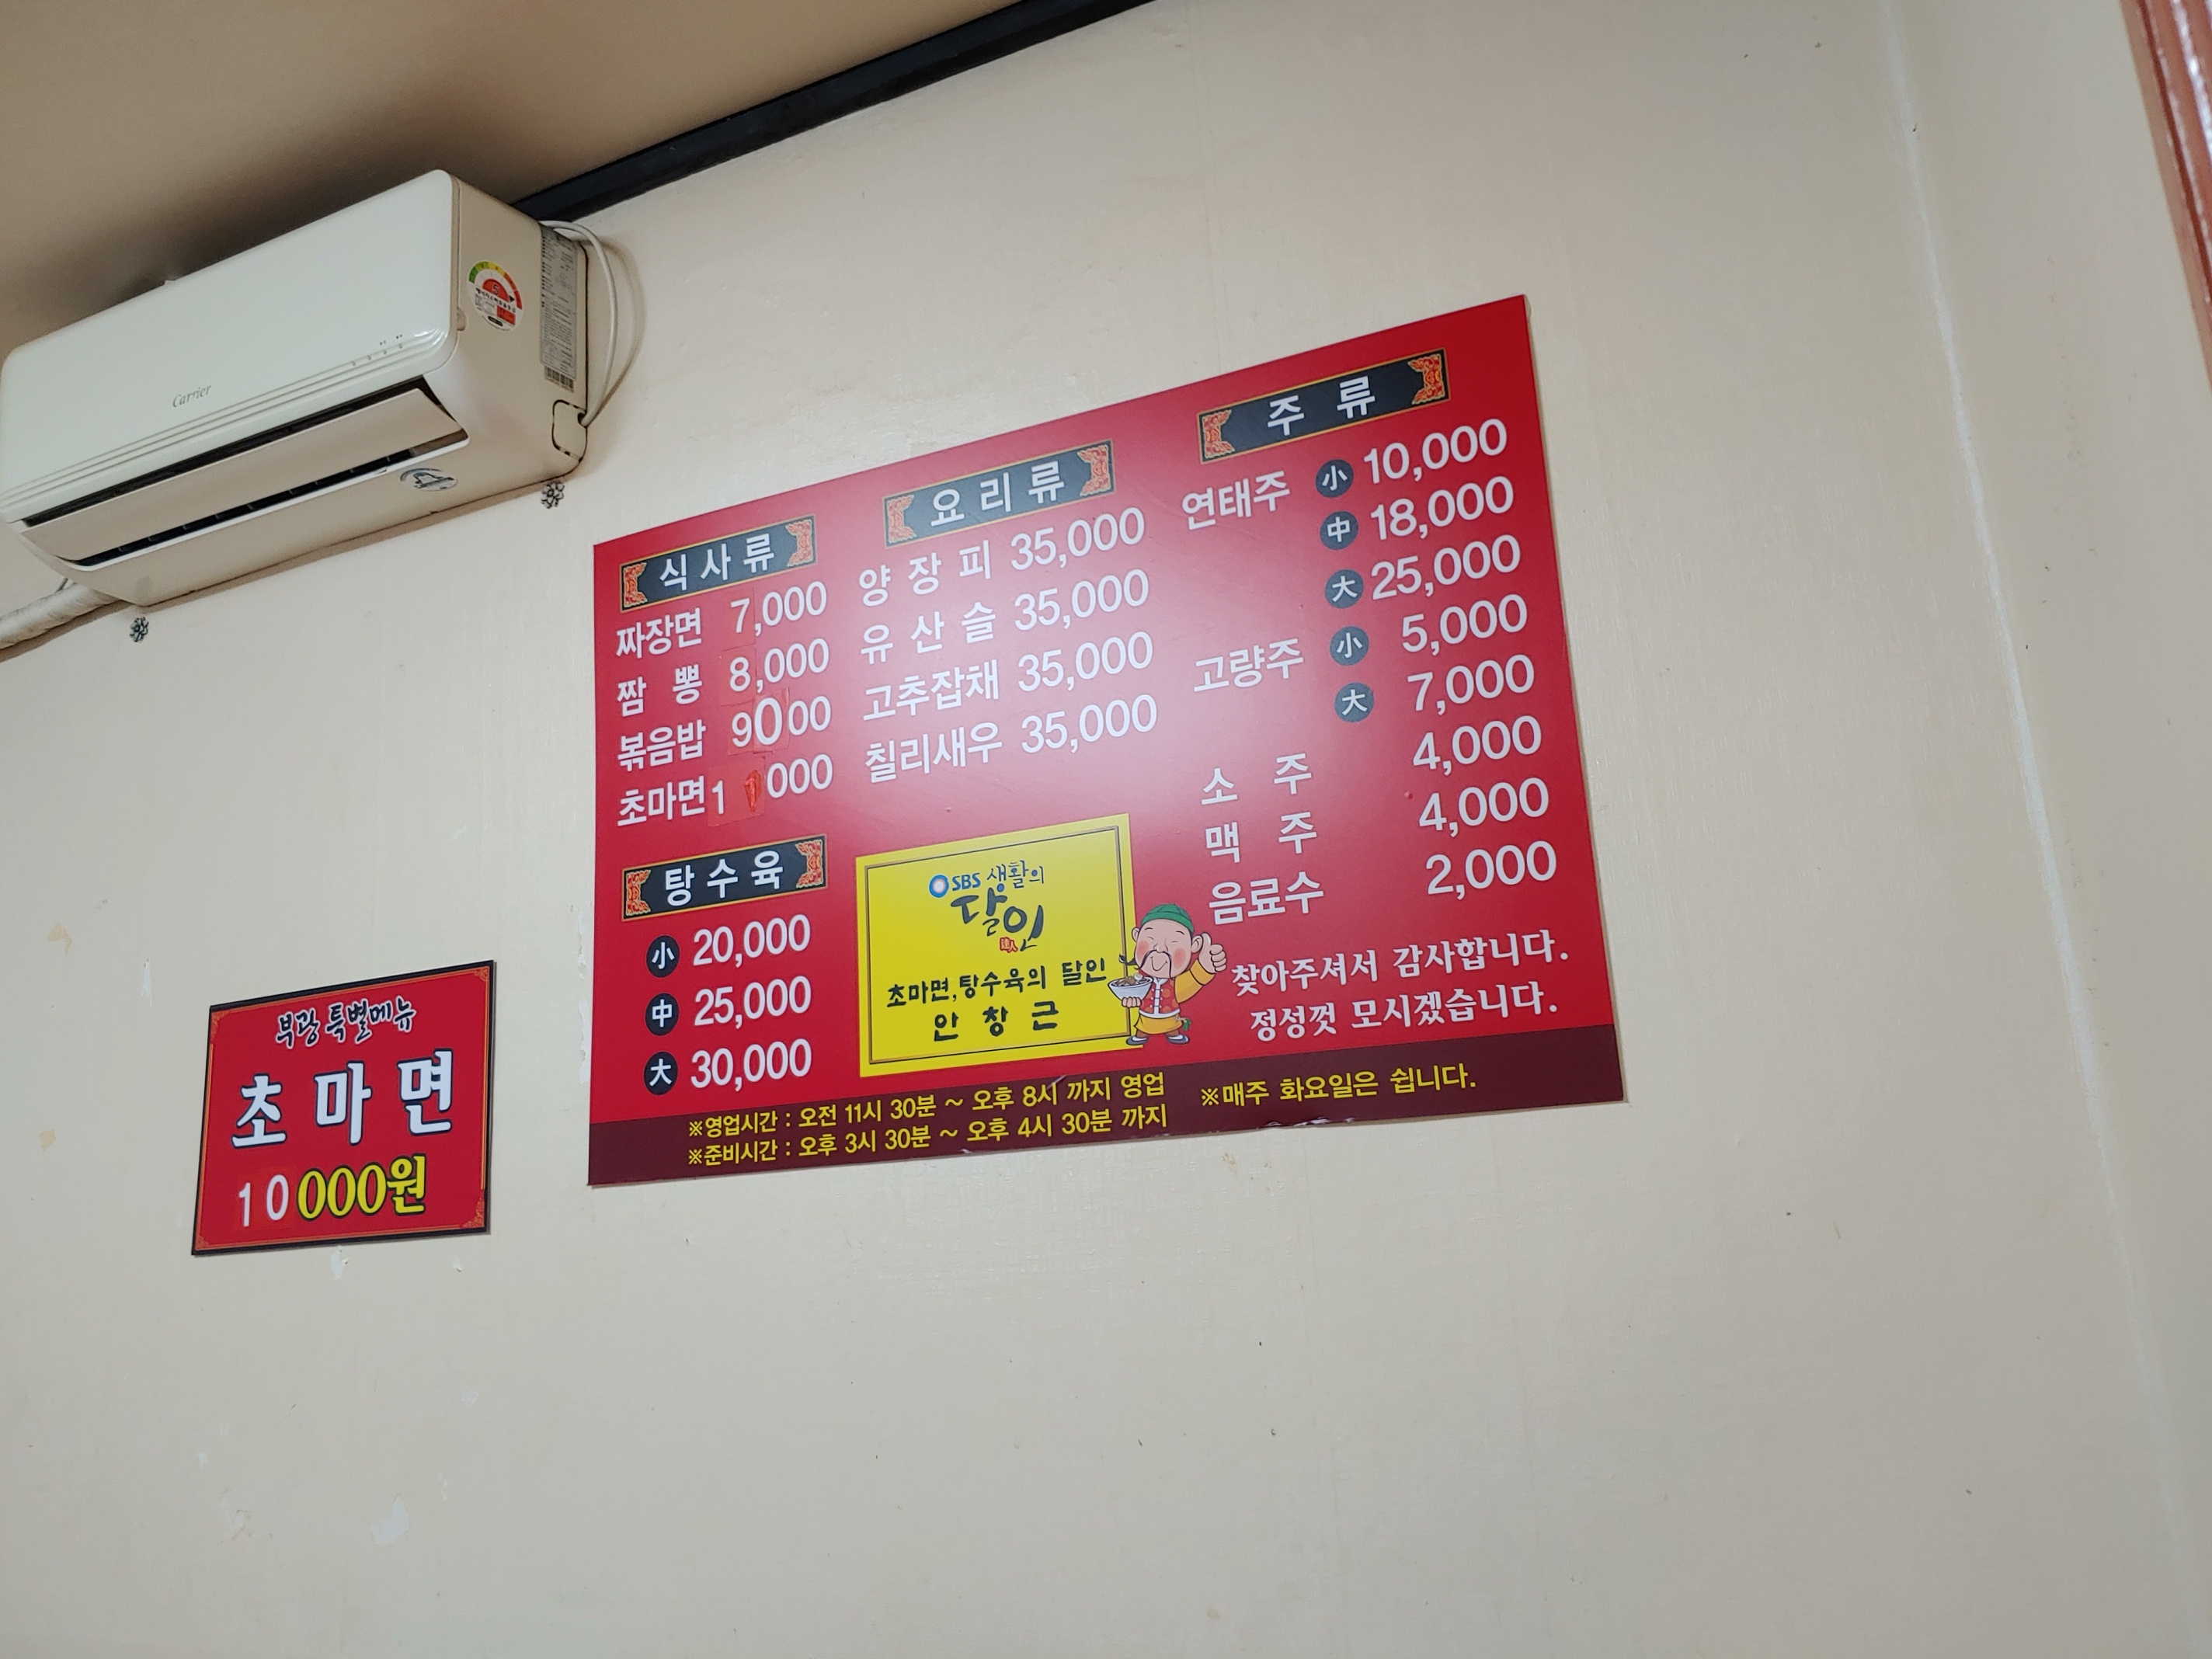 Carrier
식사류
짜장면 7,000
짬뽕 8,000
볶음밥 9000
초마면 1 000
탕수육
小 20,000
中 25,000
大 30,000
요리류
양장피 35,000
유산슬 35,000
고추잡채 35,000
칠리새우 35,000
SBS 생활의
달인
達人
초마면,탕수육의 달인
안창근
주류
연태주 小 10,000
中 18,000
大 25,000
고량주 小 5,000
大 7,000
소주 4,000
맥주 4,000
음료수 2,000
찾아주셔서 감사합니다.
정성껏 모시겠습니다.
※영업시간 : 오전 11시 30분 ~ 오후 8시 까지 영업 ※매주 화요일은 쉽니다.
※준비시간 : 오후 3시 30분 ~ 오후 4시 30분 까지
부광 특별메뉴
초마면
10000원